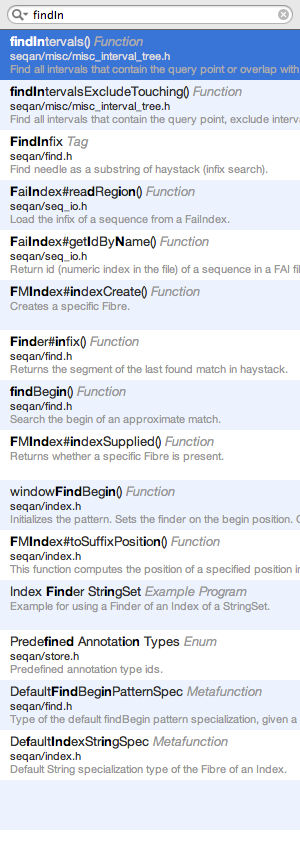 findIn
findIntervals() Function
seqan/misc/misc_interval_tree.h
Find all intervals that contain the query point or overlap with
findIntervalsExcludeTouching() Function
seqan/misc/misc_interval_tree.h
Find all intervals that contain the query point, exclude interv
FindInfix Tag
seqan/find.h
Find needle as a substring of haystack (infix search).
FaiIndex#readRegion() Function
seqan/seq_io.h
Load the infix of a sequence from a FaiIndex.
FaiIndex#getIdByName() Function
seqan/seq_io.h
Return id (numeric index in the file) of a sequence in a FAI fil
FMIndex#indexCreate() Function
Creates a specific Fibre.
Finder#infix() Function
seqan/find.h
Returns the segment of the last found match in haystack.
findBegin() Function
seqan/find.h
Search the begin of an approximate match.
FMIndex#indexSupplied() Function
Returns whether a specific Fibre is present.
windowFindBegin() Function
seqan/index.h
Initializes the pattern. Sets the finder on the begin position. C
FMIndex#toSuffixPosition() Function
seqan/index.h
This function computes the position of a specified position in
Index Finder StringSet Example Program
Example for using a Finder of an Index of a StringSet.
Predefined Annotation Types Enum
seqan/store.h
Predefined annotation type ids.
DefaultFindBeginPatternSpec Metafunction
seqan/find.h
Type of the default findBegin pattern specialization, given a
DefaultIndexStringSpec Metafunction
seqan/index.h
Default String specialization type of the Fibre of an Index.